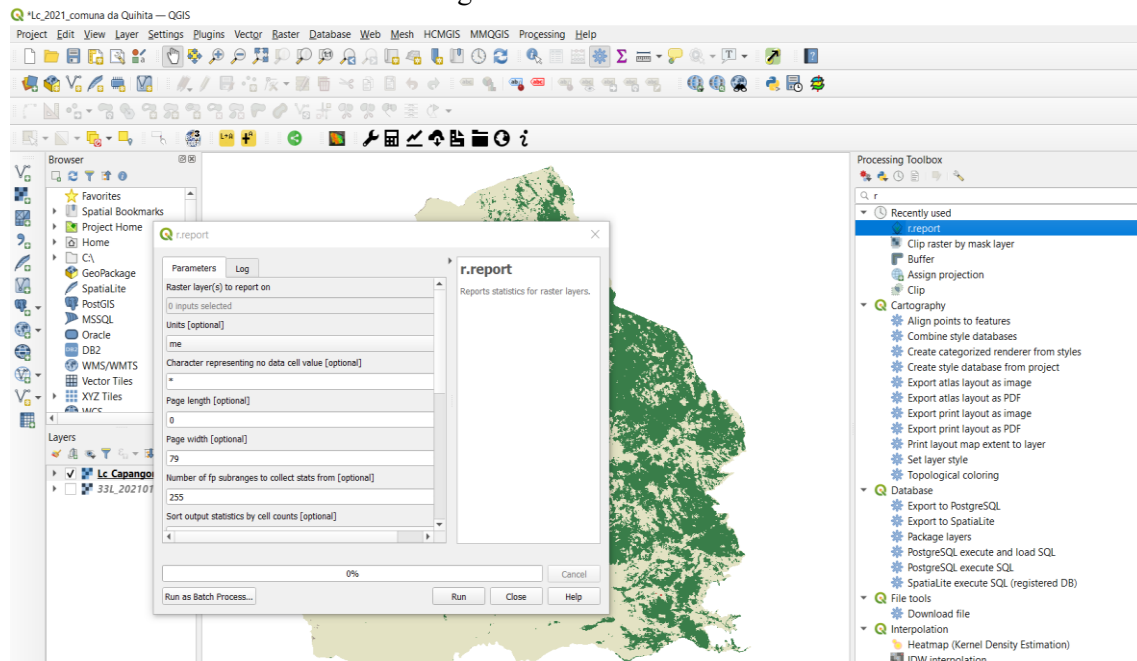 *Lc_2021_comuna da Quihita — QGIS
Project Edit View Layer Settings Plugins Vector Raster Database Web Mesh HCMGIS MMQGIS Processing Help
Browser
Favorites
Spatial Bookmarks
Project Home
Home
C:\
GeoPackage
SpatiaLite
PostGIS
MSSQL
Oracle
DB2
WMS/WMTS
Vector Tiles
XYZ Tiles
WCS
Layers
Lc Capangon
33L_202101
r.report
Parameters
Log
Raster layer(s) to report on
0 inputs selected
Units [optional]
me
Character representing no data cell value [optional]
*
Page length [optional]
0
Page width [optional]
79
Number of fp subranges to collect stats from [optional]
255
Sort output statistics by cell counts [optional]
r.report
Reports statistics for raster layers.
0%
Cancel
Run as Batch Process...
Run
Close
Help
Processing Toolbox
r
Recently used
r.report
Clip raster by mask layer
Buffer
Assign projection
Clip
Cartography
Align points to features
Combine style databases
Create categorized renderer from styles
Create style database from project
Export atlas layout as image
Export atlas layout as PDF
Export print layout as image
Export print layout as PDF
Print layout map extent to layer
Set layer style
Topological coloring
Database
Export to PostgreSQL
Export to SpatiaLite
Package layers
PostgreSQL execute and load SQL
PostgreSQL execute SQL
SpatiaLite execute SQL (registered DB)
File tools
Download file
Interpolation
Heatmap (Kernel Density Estimation)
IDW interpolation